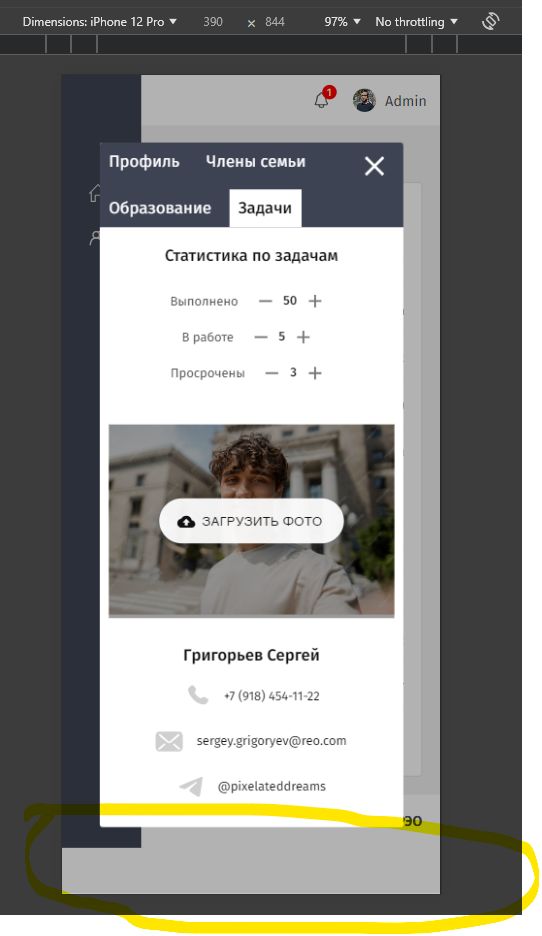 Dimensions: iPhone 12 Pro ▼ 390 × 844 97% ▼ No throttling ▼
1
Admin
Профиль Члены семьи
Образование Задачи
Статистика по задачам
Выполнено — 50 +
В работе — 5 +
Просрочены — 3 +
ЗАГРУЗИТЬ ФОТО
Григорьев Сергей
+7 (918) 454-11-22
sergey.grigoryev@reo.com
@pixelateddreams